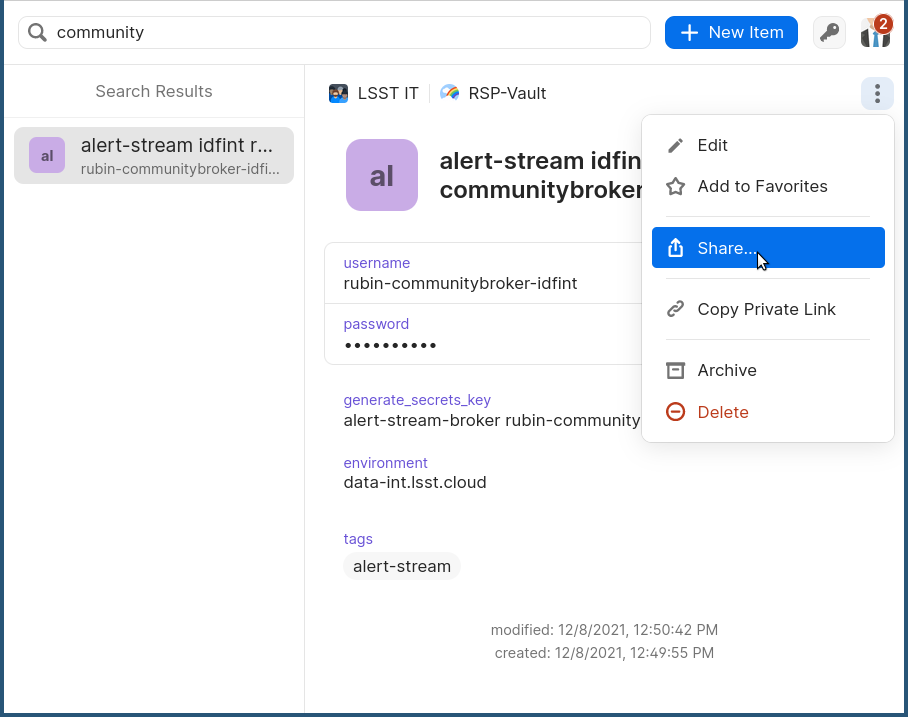 community
New Item
2
Search Results
al
alert-stream idfint r...
rubin-communitybroker-idfi...
LSST IT
RSP-Vault
al
alert-stream idfin
communitybroker
username
rubin-communitybroker-idfint
password
••••••••••
generate_secrets_key
alert-stream-broker rubin-community
environment
data-int.lsst.cloud
tags
alert-stream
modified: 12/8/2021, 12:50:42 PM
created: 12/8/2021, 12:49:55 PM
Edit
Add to Favorites
Share...
Copy Private Link
Archive
Delete